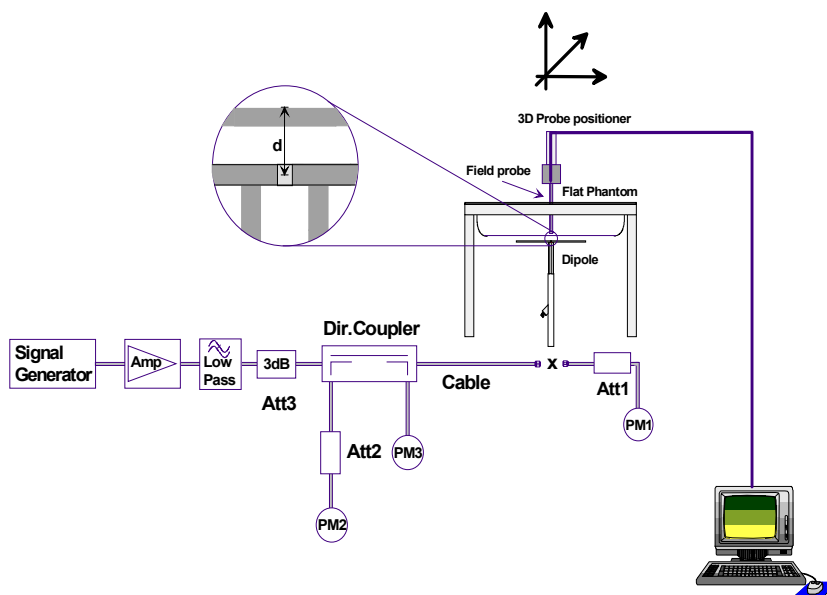 3D Probe positioner
d
Field probe
Flat Phantom
Dipole
Dir.Coupler
Signal
Generator
Amp
Low
Pass
3dB
Att3
Cable
x
Att1
PM1
Att2
PM3
PM2